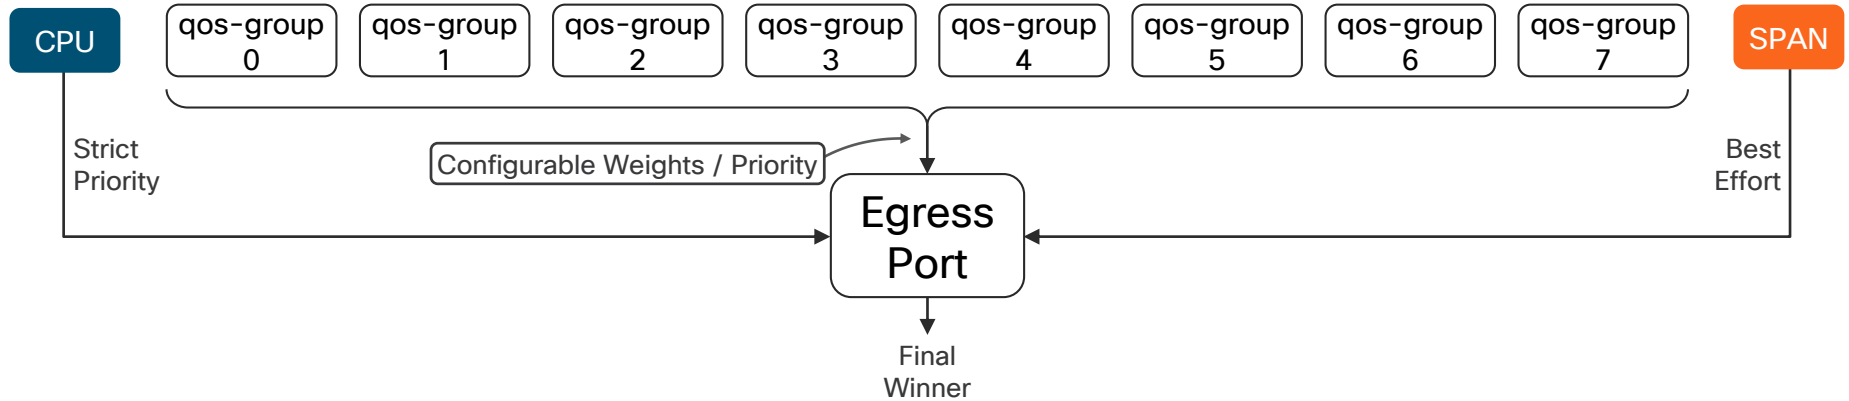 CPU
qos-group
0
qos-group
1
qos-group
2
qos-group
3
qos-group
4
qos-group
5
qos-group
6
qos-group
7
SPAN
Strict
Priority
Configurable Weights / Priority
Best
Effort
Egress
Port
Final
Winner